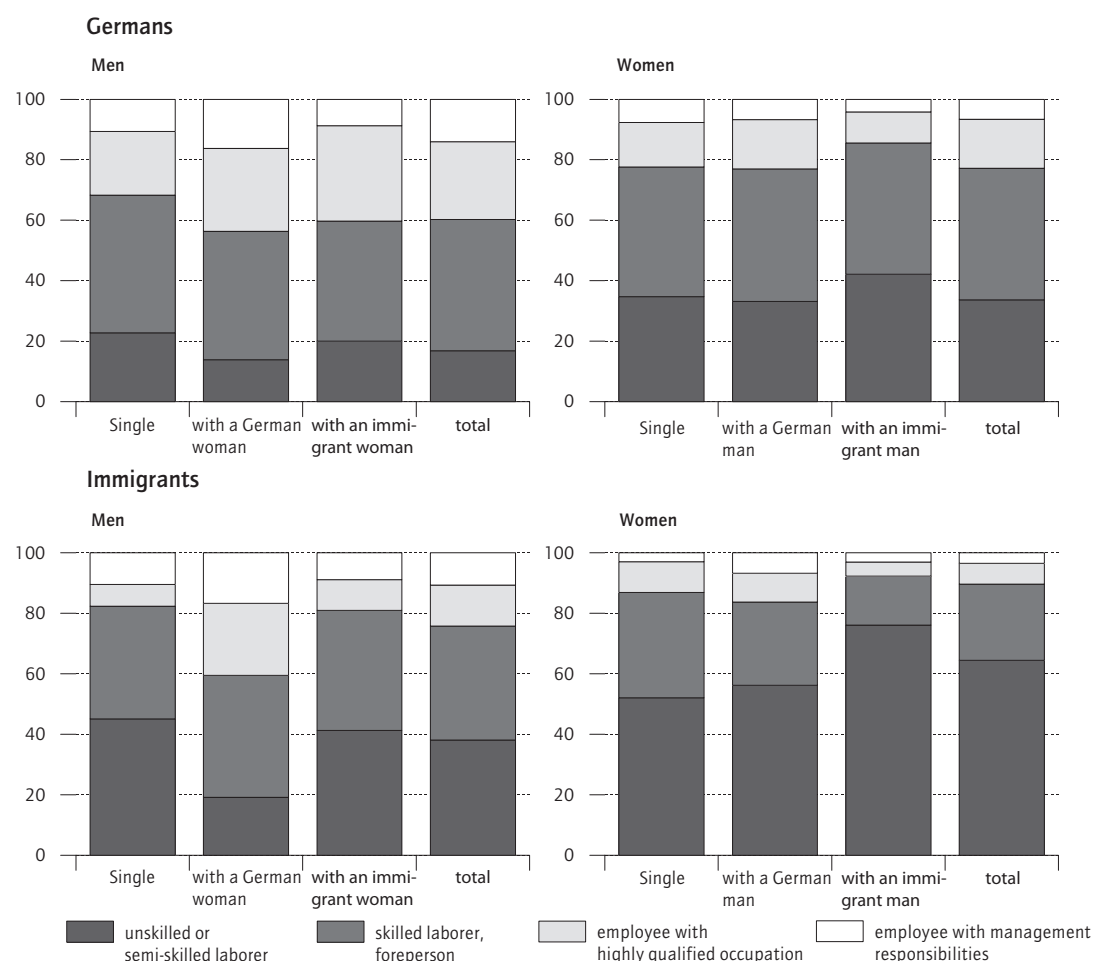 Germans
Men
Women
100
80
60
40
20
0
100
80
60
40
20
0
Single
with a German
woman
with an immi-
grant woman
total
Single
with a German
man
with an immi-
grant man
total
Immigrants
Men
Women
100
80
60
40
20
0
100
80
60
40
20
0
Single
with a German
woman
with an immi-
grant woman
total
Single
with a German
man
with an immi-
grant man
total
unskilled or
semi-skilled laborer
skilled laborer,
foreperson
employee with
highly qualified occupation
employee with management
responsibilities